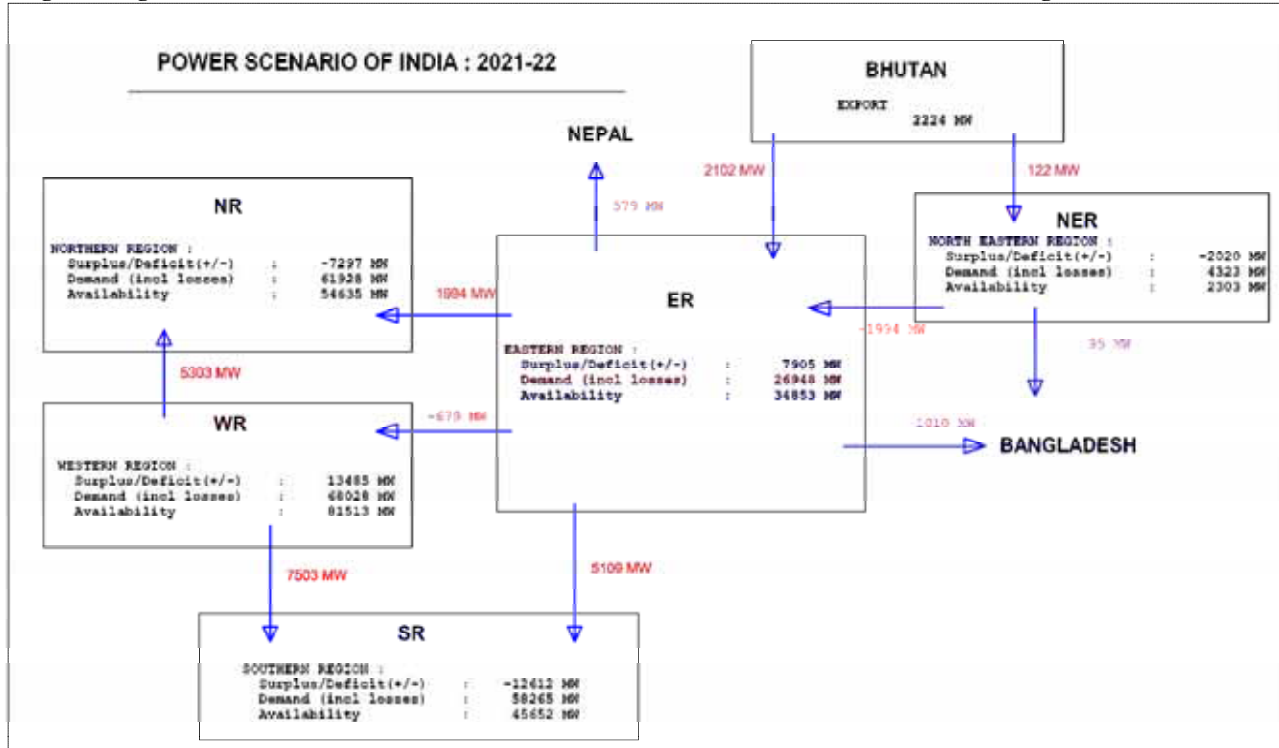 POWER SCENARIO OF INDIA : 2021-22
BHUTAN
EXPORT
2224 MW
NEPAL
2102 MW
122 MW
579 MW
NR
NORTHERN REGION :
Surplus/Deficit(+/-) : -7297 MW
Demand (incl losses) : 61928 MW
Availability : 54635 MW
NER
NORTH EASTERN REGION :
Surplus/Deficit(+/-) : -2020 MW
Demand (incl losses) : 4323 MW
Availability : 2303 MW
1994 MW
ER
-1994 MW
95 MW
EASTERN REGION :
Surplus/Deficit(+/-) : 7905 MW
Demand (incl losses) : 26948 MW
Availability : 34853 MW
5303 MW
WR
-679 MW
1010 MW
BANGLADESH
WESTERN REGION :
Surplus/Deficit(+/-) : 13485 MW
Demand (incl losses) : 68028 MW
Availability : 81513 MW
7503 MW
5109 MW
SR
SOUTHERN REGION :
Surplus/Deficit(+/-) : -12612 MW
Demand (incl losses) : 58265 MW
Availability : 45652 MW